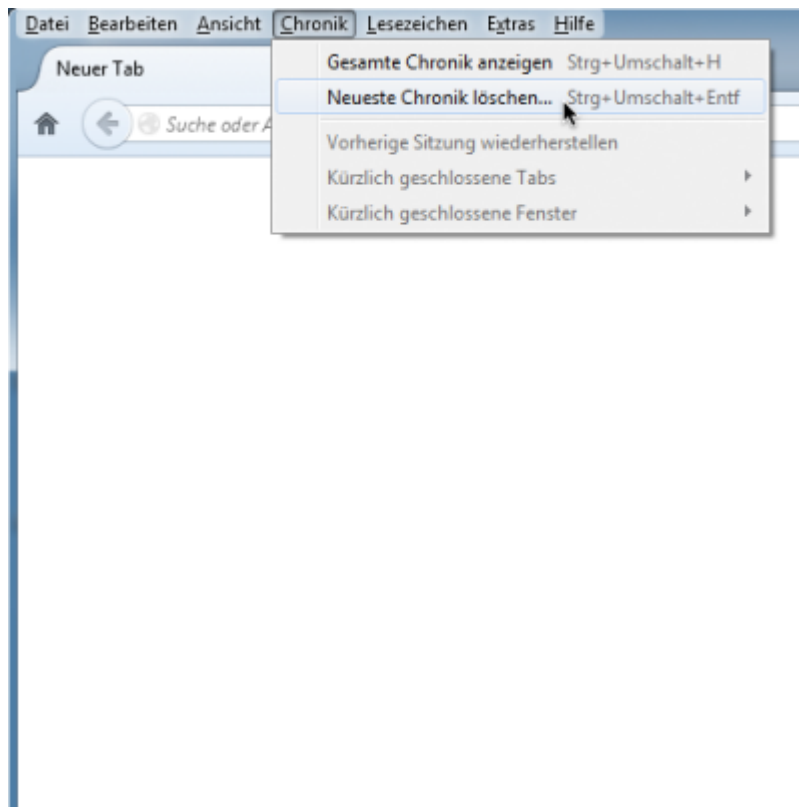 Datei Bearbeiten Ansicht Chronik Lesezeichen Extras Hilfe
Neuer Tab
Suche oder A
Gesamte Chronik anzeigen Strg+Umschalt+H
Neueste Chronik löschen... Strg+Umschalt+Entf
Vorherige Sitzung wiederherstellen
Kürzlich geschlossene Tabs
Kürzlich geschlossene Fenster